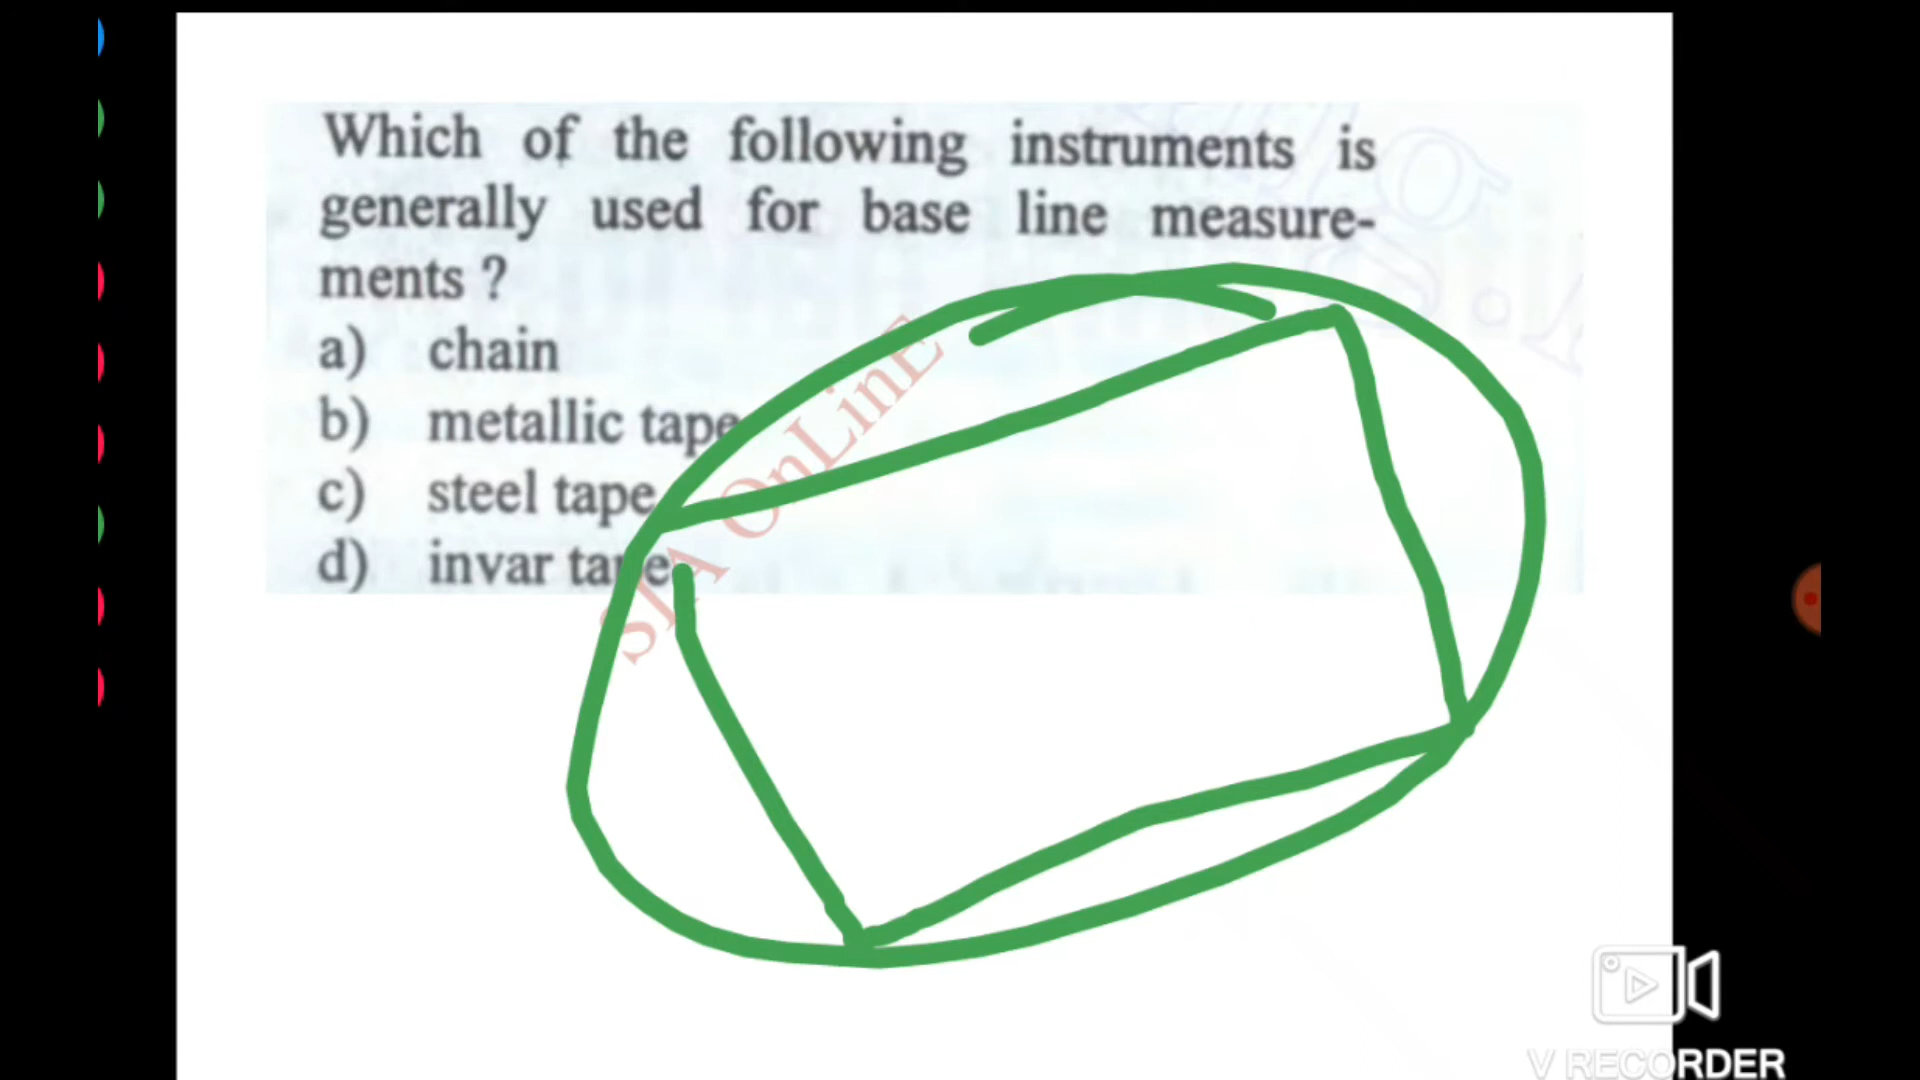 Which of the following instruments is
generally used for base line measure-
ments ?
a) chain
b) metallic tape
c) steel tape
d) invar tape
SJA OnLinE
V RECORDER